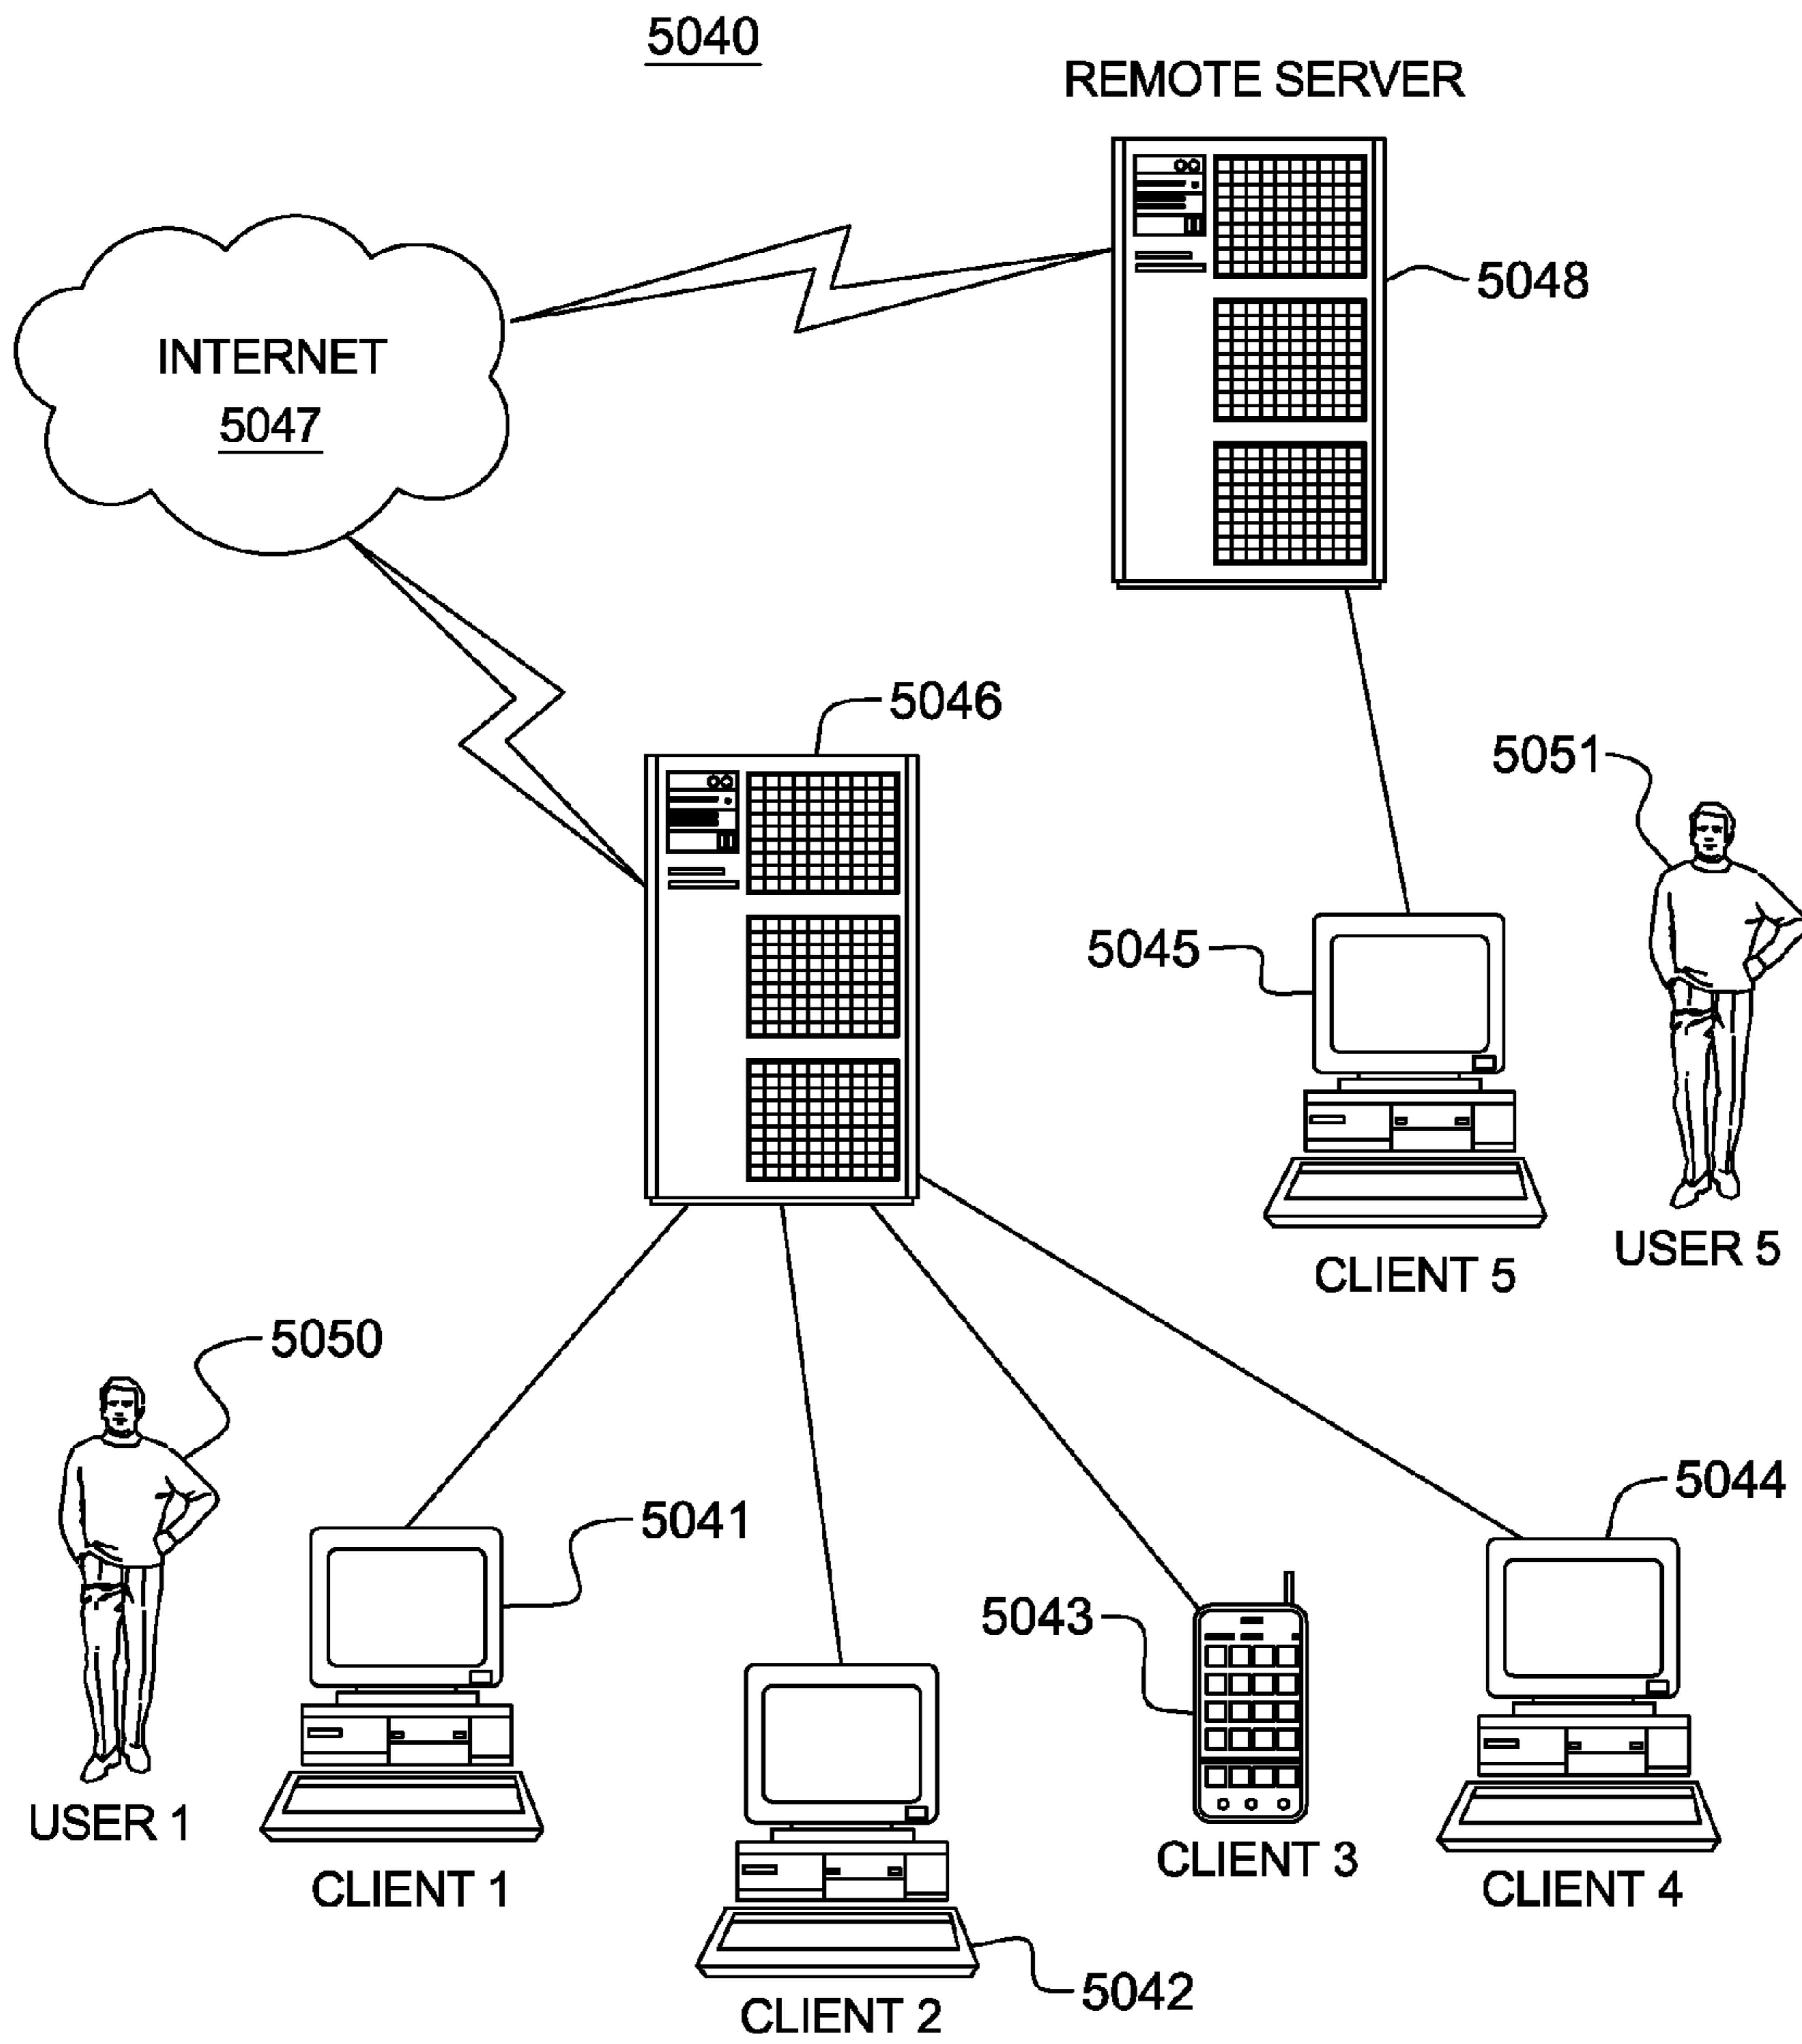 5040
REMOTE SERVER
5048
INTERNET
5047
5046
5051
5045
USER 5
CLIENT 5
5050
5044
5041
5043
USER 1
CLIENT 3
CLIENT 1
CLIENT 4
5042
CLIENT 2